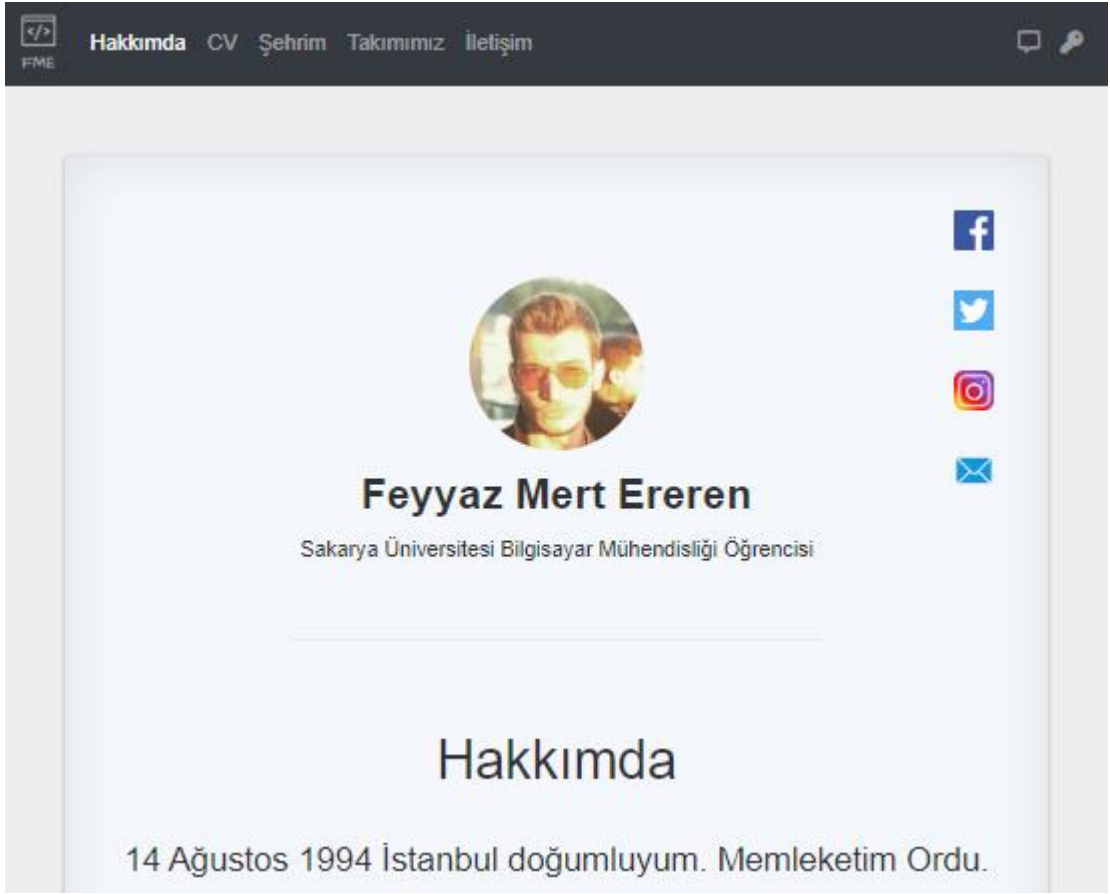 </>
FME
Hakkımda CV Şehrim Takımımız İletişim
Feyyaz Mert Ereren
Sakarya Üniversitesi Bilgisayar Mühendisliği Öğrencisi
Hakkımda
14 Ağustos 1994 İstanbul doğumluyum. Memleketim Ordu.